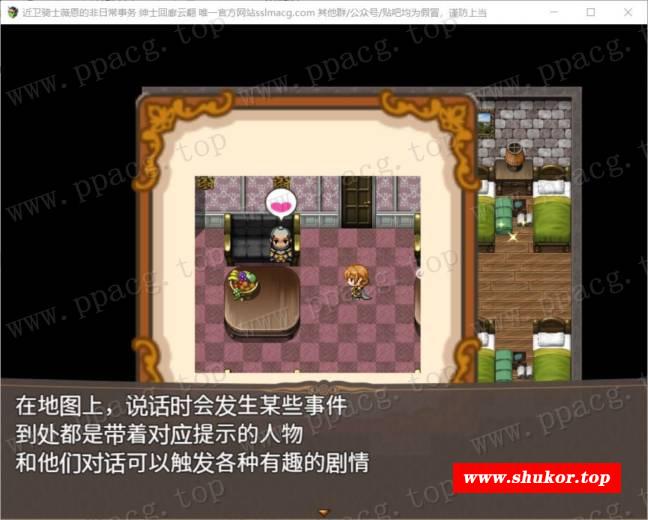 近卫骑士薇恩的非日常事务 绅士回廊云翻 唯一官方网站sslmacg.com 其他群/公众号/贴吧均为假冒，谨防上当
www.ppacg.top
在地图上，说话时会发生某些事件
到处都是带着对应提示的人物
和他们对话可以触发各种有趣的剧情
www.shukor.top